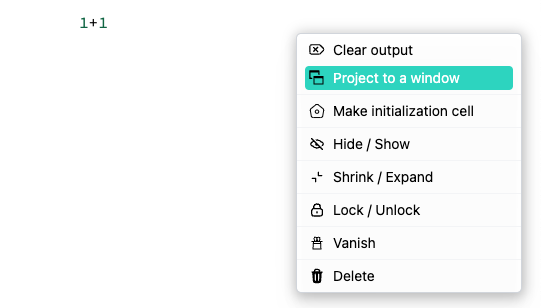 1+1
Clear output
Project to a window
Make initialization cell
Hide / Show
Shrink / Expand
Lock / Unlock
Vanish
Delete